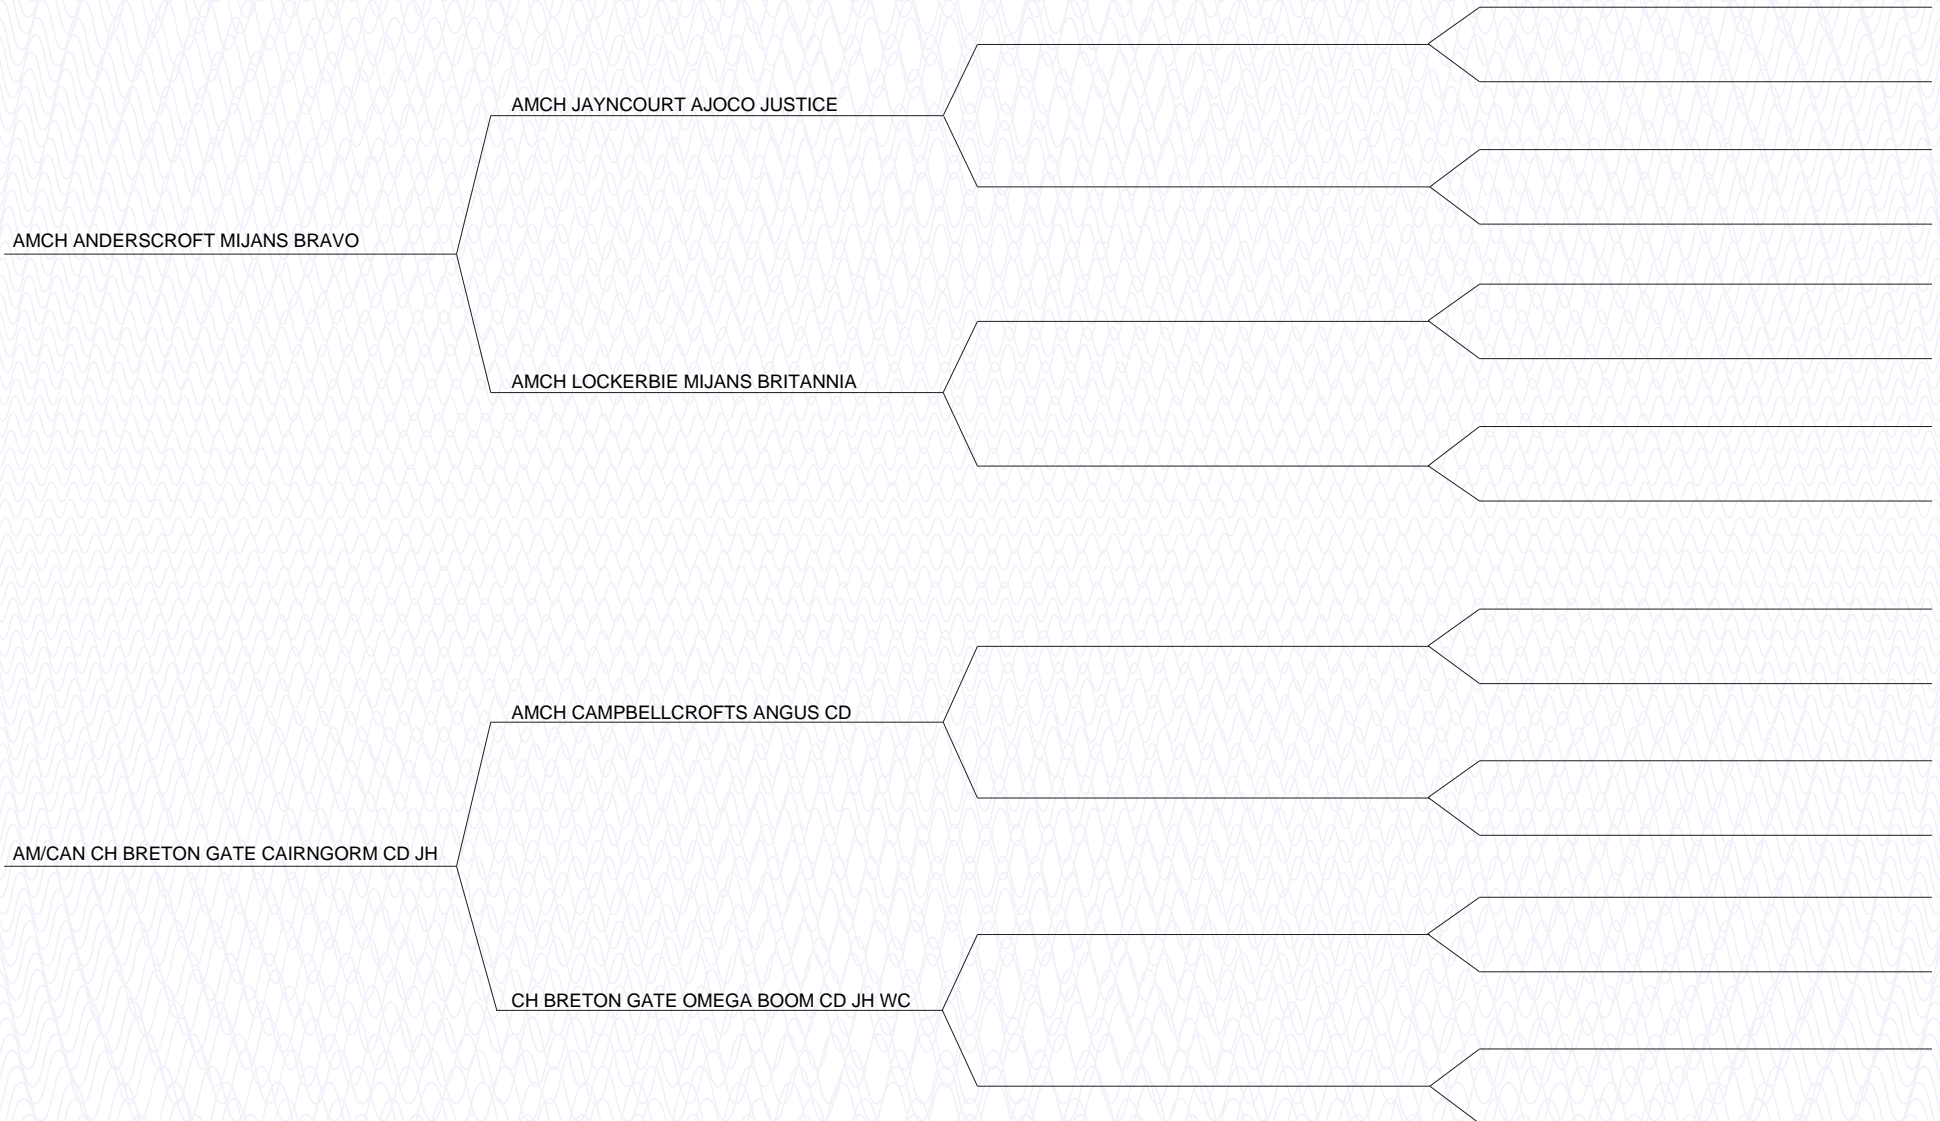 AMCH JAYNCOURT AJOCO JUSTICE
AMCH ANDERSCROFT MIJANS BRAVO
AMCH LOCKERBIE MIJANS BRITANNIA
AMCH CAMPBELLCROFTS ANGUS CD
AM/CAN CH BRETON GATE CAIRNGORM CD JH
CH BRETON GATE OMEGA BOOM CD JH WC